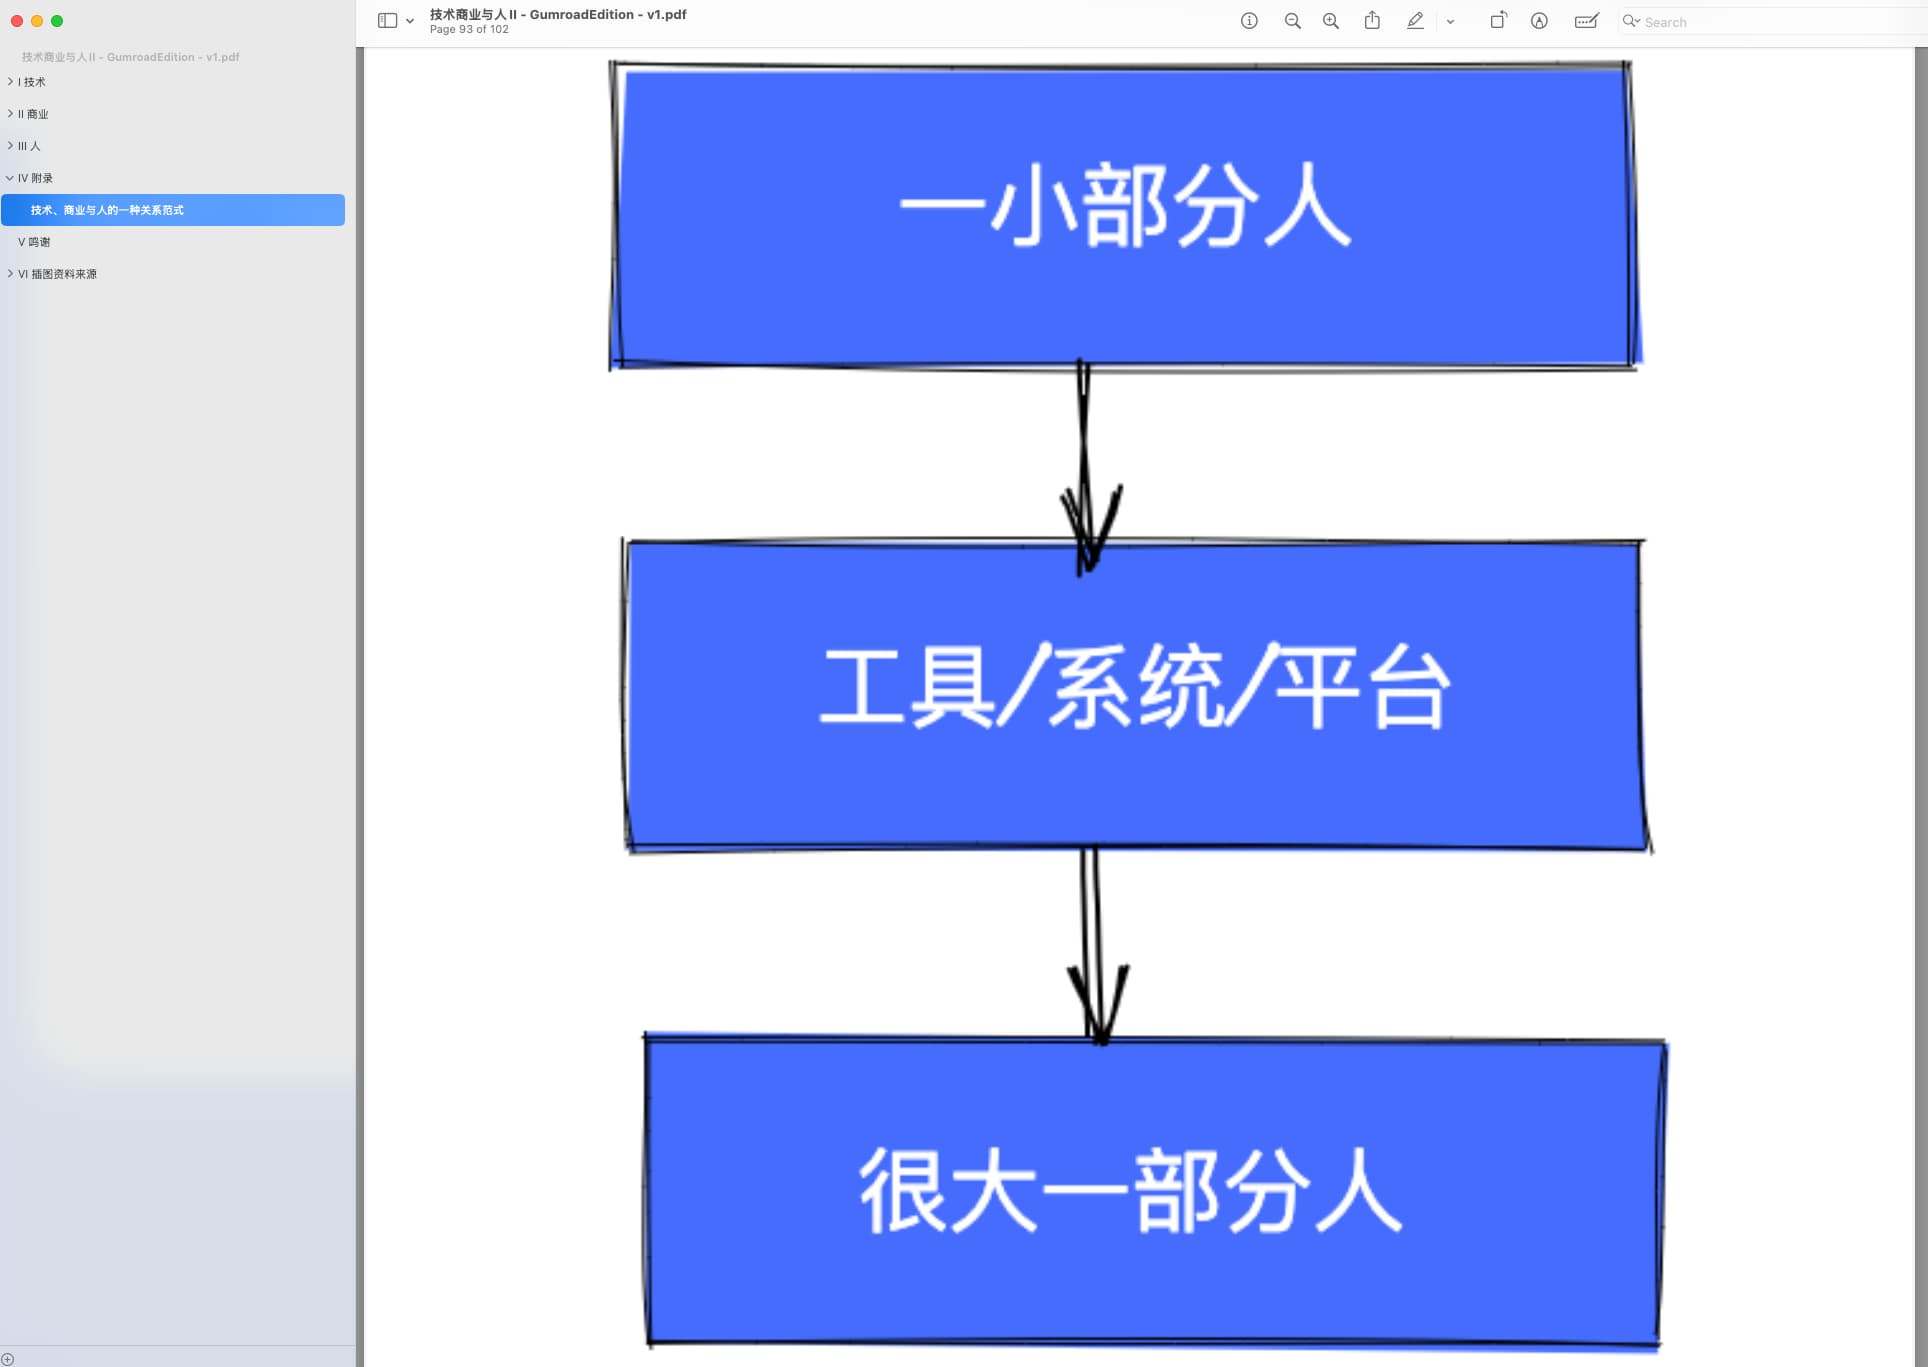 技术商业与人II - GumroadEdition - v1.pdf
Page 93 of 102
Search
技术商业与人II - GumroadEdition - v1.pdf
I 技术
II 商业
III 人
IV 附录
技术、商业与人的一种关系范式
V 鸣谢
VI 插图资料来源
一小部分人
工具/系统/平台
很大一部分人